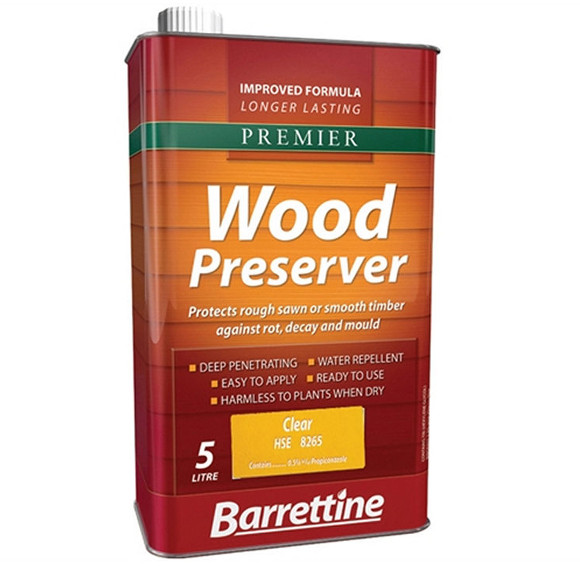 IMPROVED FORMULA
LONGER LASTING
PREMIER
Wood
Preserver
Protects rough sawn or smooth timber
against rot, decay and mould
DEEP PENETRATING WATER REPELLENT
EASY TO APPLY READY TO USE
HARMLESS TO PLANTS WHEN DRY
Clear
HSE 8265
5
LITRE
Barrettine